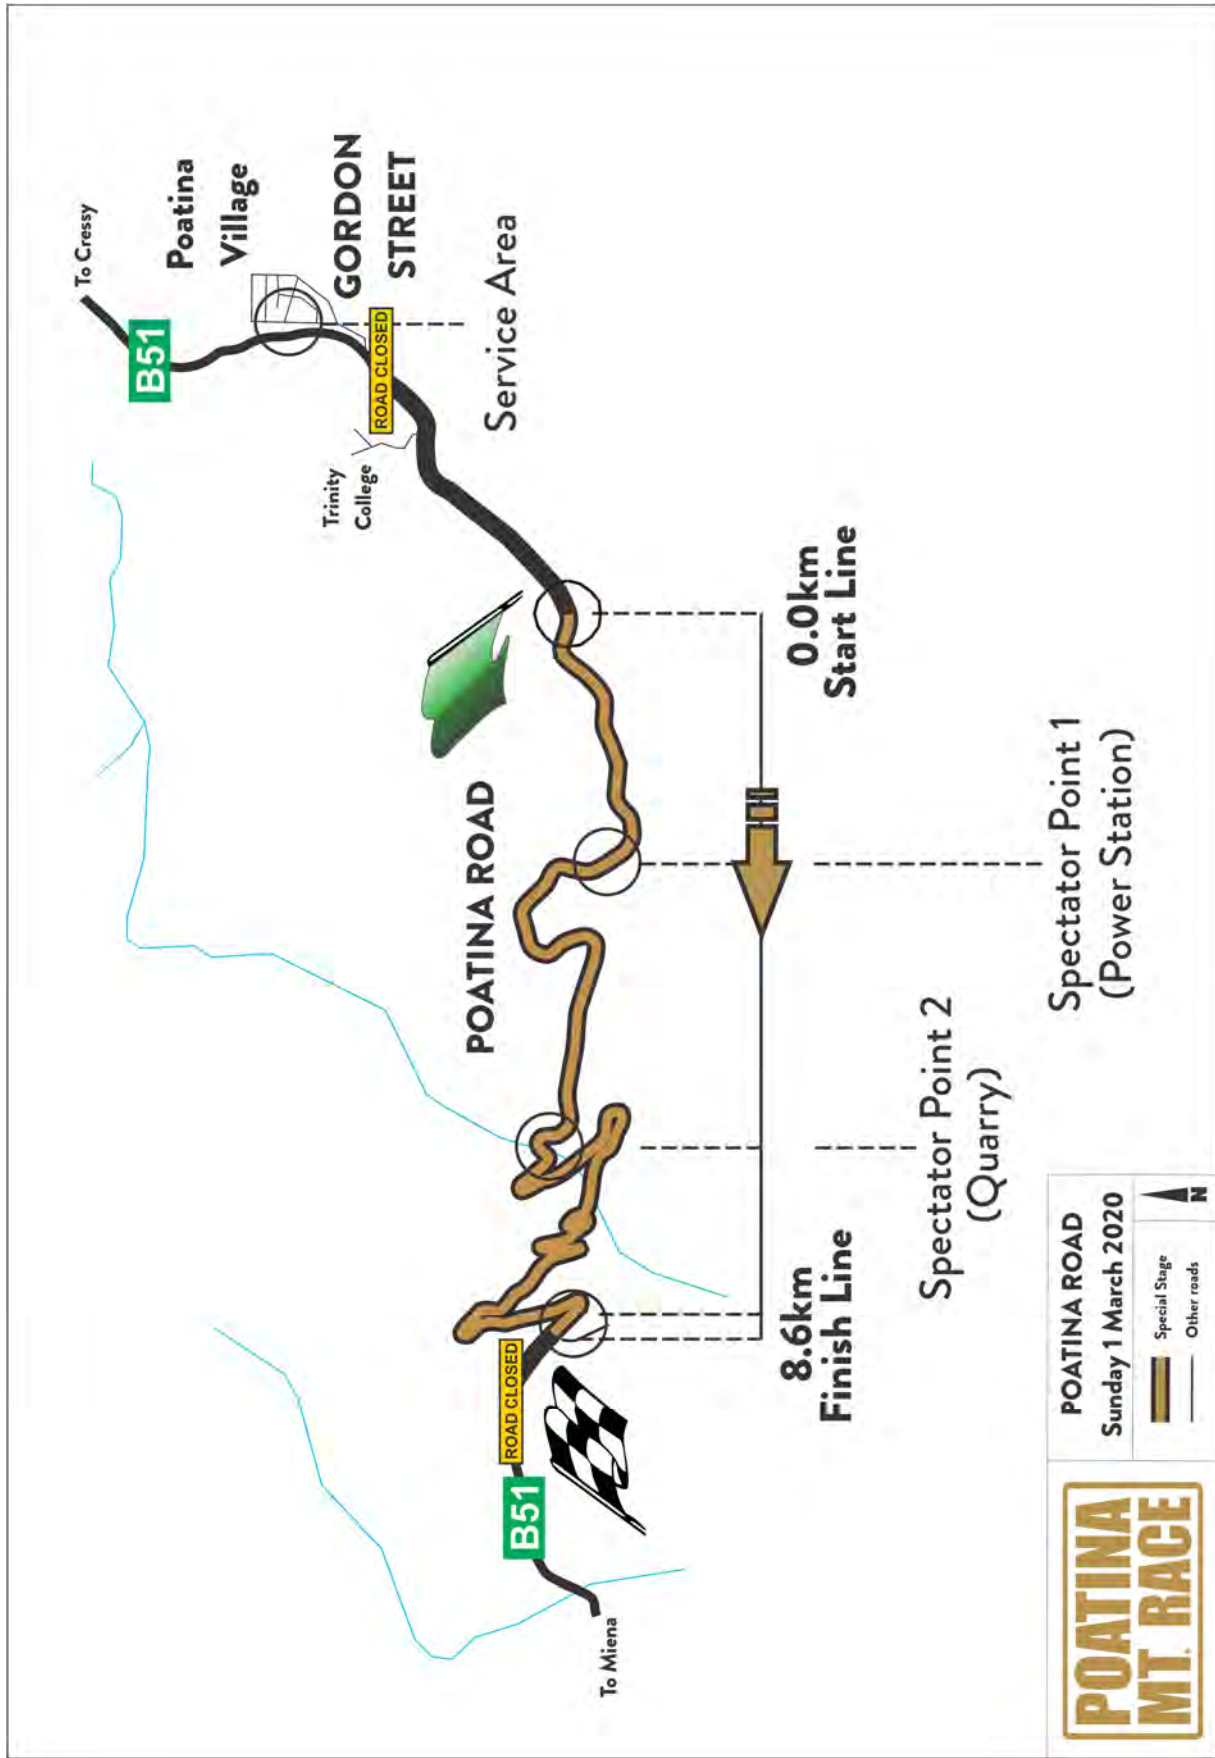 To Cressy
B51
Poatina
Village
GORDON
STREET
ROAD CLOSED
Trinity
College
Service Area
POATINA ROAD
0.0km
Start Line
Spectator Point 1
(Power Station)
Spectator Point 2
(Quarry)
8.6km
Finish Line
ROAD CLOSED
B51
To Miena
POATINA
MT. RACE
POATINA ROAD
Sunday 1 March 2020
Special Stage
Other roads
N